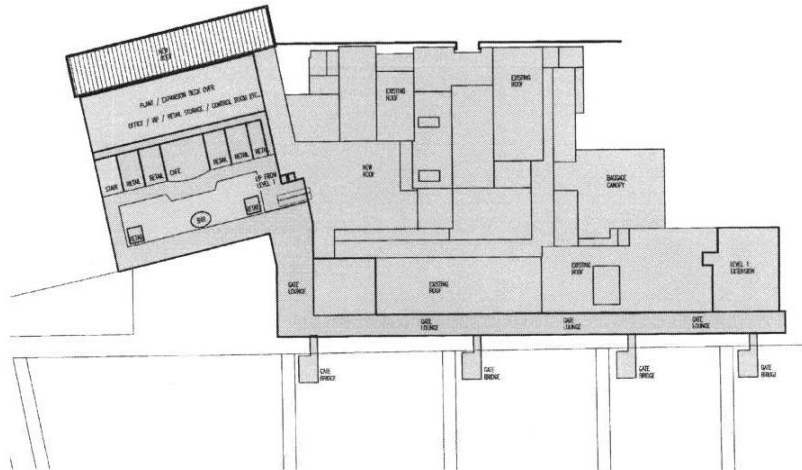 NEW
ROOF
PLANT / EXPANSION DECK OVER
OFFICE / VIP / RETAIL STORAGE / CONTROL ROOM ETC..
STAIR
RETAIL
RETAIL
CAFE
RETAIL
RETAIL
RETAIL
UP FROM
LEVEL 1
RETAIL
BAR
RETAIL
EXISTING
ROOF
EXISTING
ROOF
NEW
ROOF
BAGGAGE
CANOPY
GATE
LOUNGE
EXISTING
ROOF
EXISTING
ROOF
LEVEL 1
EXTENSION
GATE
LOUNGE
GATE
LOUNGE
GATE
LOUNGE
GATE
BRIDGE
GATE
BRIDGE
GATE
BRIDGE
GATE
BRIDGE